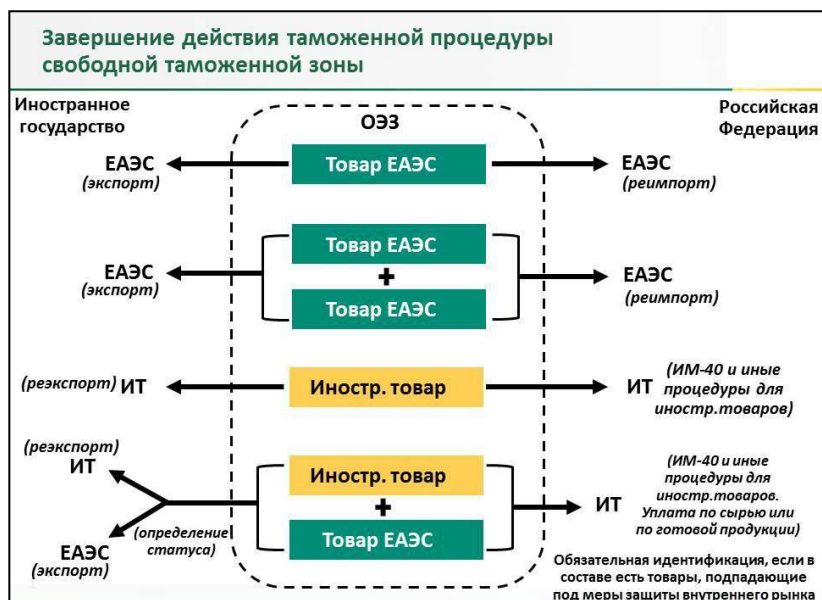 Завершение действия таможенной процедуры
свободной таможенной зоны
Иностранное
государство
ОЭЗ
Российская
Федерация
ЕАЭС
(экспорт)
Товар ЕАЭС
ЕАЭС
(реимпорт)
Товар ЕАЭС
ЕАЭС
(экспорт)
+
ЕАЭС
(реимпорт)
Товар ЕАЭС
(реэкспорт) ИТ
Иностр. товар
ИТ
(ИМ-40 и иные
процедуры для
иностр.товаров)
(реэкспорт)
ИТ
Иностр. товар
+
Товар ЕАЭС
(определение
статуса)
ЕАЭС
(экспорт)
ИТ
(ИМ-40 и иные
процедуры для
иностр.товаров.
Уплата по сырью или
по готовой продукции)
Обязательная идентификация, если в
составе есть товары, подпадающие
под меры защиты внутреннего рынка